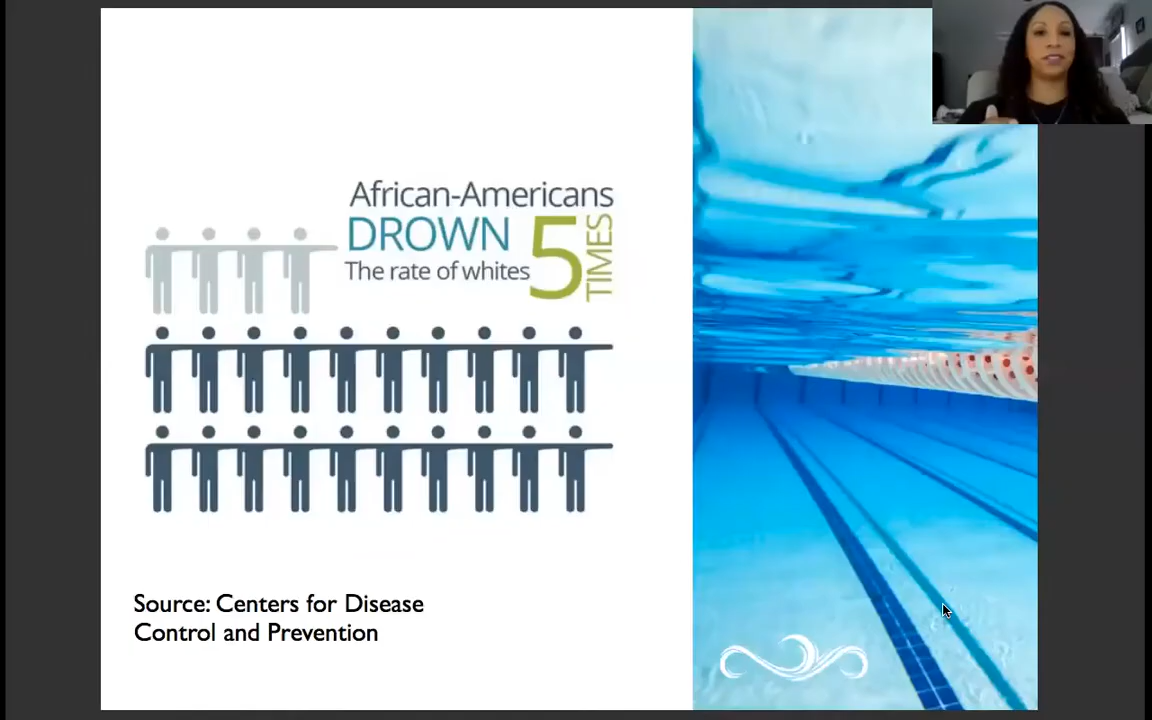 African-Americans
DROWN 5 TIMES
The rate of whites
Source: Centers for Disease
Control and Prevention